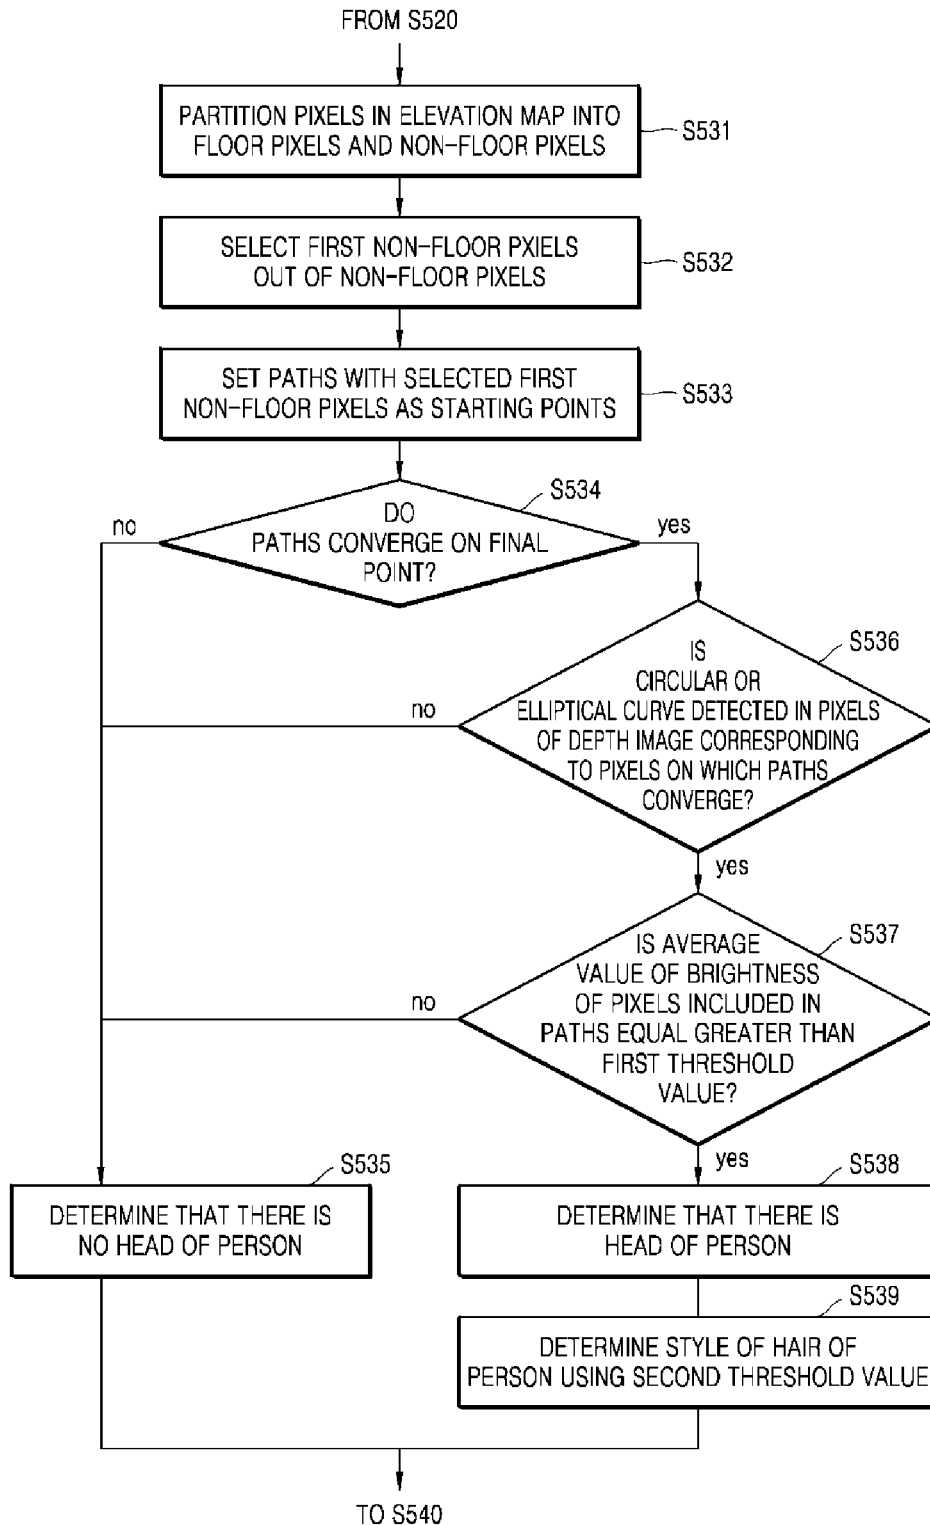 FROM S520
PARTITION PIXELS IN ELEVATION MAP INTO
FLOOR PIXELS AND NON-FLOOR PIXELS
S531
SELECT FIRST NON-FLOOR PXIELS
OUT OF NON-FLOOR PIXELS
S532
SET PATHS WITH SELECTED FIRST
NON-FLOOR PIXELS AS STARTING POINTS
S533
S534
DO
PATHS CONVERGE ON FINAL
POINT?
no
yes
S536
IS
CIRCULAR OR
ELLIPTICAL CURVE DETECTED IN PIXELS
OF DEPTH IMAGE CORRESPONDING
TO PIXELS ON WHICH PATHS
CONVERGE?
no
yes
S537
IS AVERAGE
VALUE OF BRIGHTNESS
OF PIXELS INCLUDED IN
PATHS EQUAL GREATER THAN
FIRST THRESHOLD
VALUE?
no
yes
S535
DETERMINE THAT THERE IS
NO HEAD OF PERSON
S538
DETERMINE THAT THERE IS
HEAD OF PERSON
S539
DETERMINE STYLE OF HAIR OF
PERSON USING SECOND THRESHOLD VALUE
TO S540